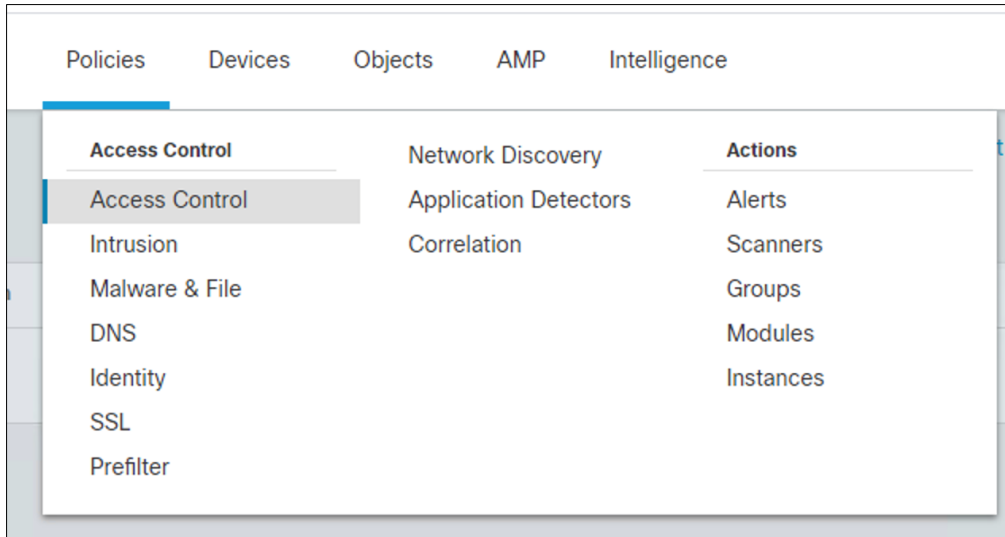 Policies Devices Objects AMP Intelligence
Access Control
Access Control
Intrusion
Malware & File
DNS
Identity
SSL
Prefilter
Network Discovery
Application Detectors
Correlation
Actions
Alerts
Scanners
Groups
Modules
Instances